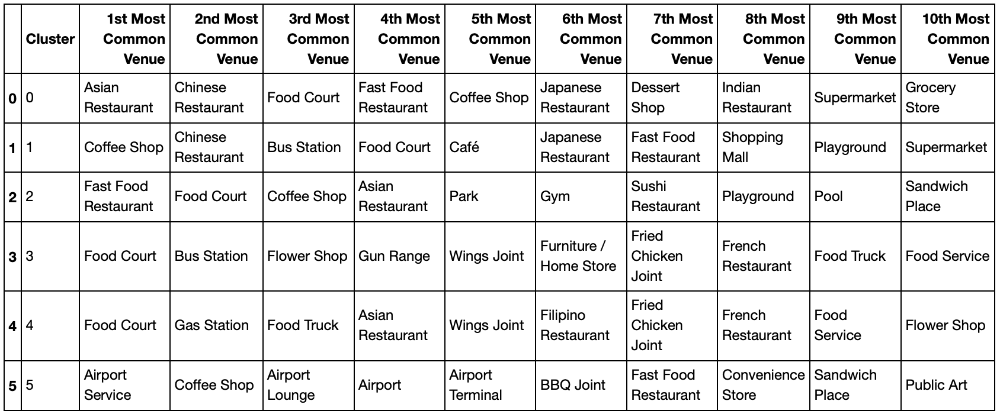 Cluster 1st Most Common Venue 2nd Most Common Venue 3rd Most Common Venue 4th Most Common Venue 5th Most Common Venue 6th Most Common Venue 7th Most Common Venue 8th Most Common Venue 9th Most Common Venue 10th Most Common Venue
0 0 Asian Restaurant Chinese Restaurant Food Court Fast Food Restaurant Coffee Shop Japanese Restaurant Dessert Shop Indian Restaurant Supermarket Grocery Store
1 1 Coffee Shop Chinese Restaurant Bus Station Food Court Café Japanese Restaurant Fast Food Restaurant Shopping Mall Playground Supermarket
2 2 Fast Food Restaurant Food Court Coffee Shop Asian Restaurant Park Gym Sushi Restaurant Playground Pool Sandwich Place
3 3 Food Court Bus Station Flower Shop Gun Range Wings Joint Furniture / Home Store Fried Chicken Joint French Restaurant Food Truck Food Service
4 4 Food Court Gas Station Food Truck Asian Restaurant Wings Joint Filipino Restaurant Fried Chicken Joint French Restaurant Food Service Flower Shop
5 5 Airport Service Coffee Shop Airport Lounge Airport Airport Terminal BBQ Joint Fast Food Restaurant Convenience Store Sandwich Place Public Art